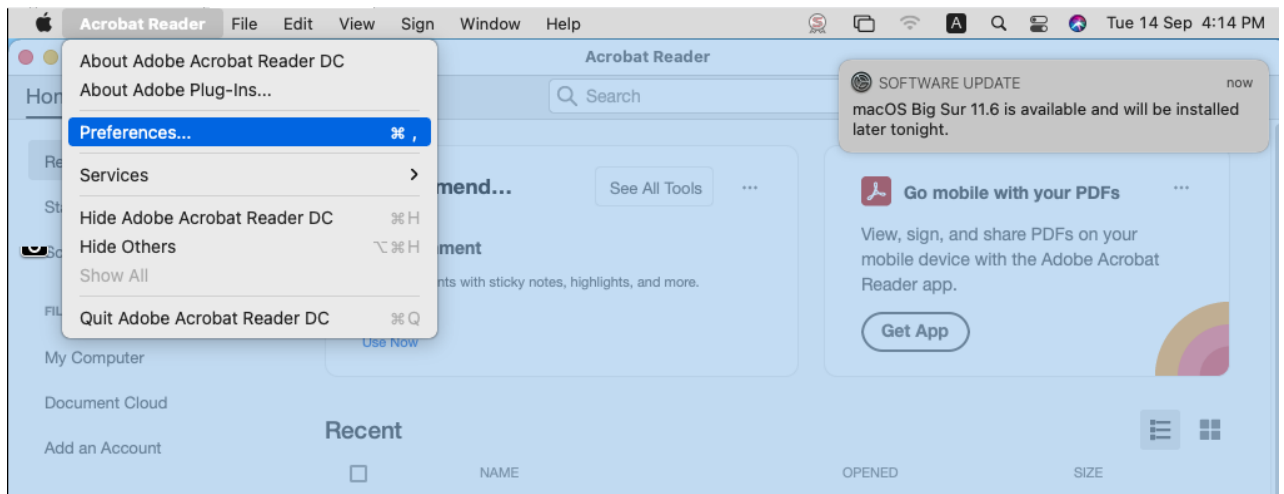 Acrobat Reader File Edit View Sign Window Help A Tue 14 Sep 4:14 PM
Acrobat Reader
About Adobe Acrobat Reader DC
About Adobe Plug-Ins...
Preferences... ⌘ ,
Services
Hide Adobe Acrobat Reader DC ⌘H
Hide Others ⌥⌘H
Show All
Quit Adobe Acrobat Reader DC ⌘Q
Search
SOFTWARE UPDATE now
macOS Big Sur 11.6 is available and will be installed
later tonight.
See All Tools
Go mobile with your PDFs
View, sign, and share PDFs on your
mobile device with the Adobe Acrobat
Reader app.
Get App
with sticky notes, highlights, and more.
Use Now
My Computer
Document Cloud
Add an Account
Recent
NAME OPENED SIZE